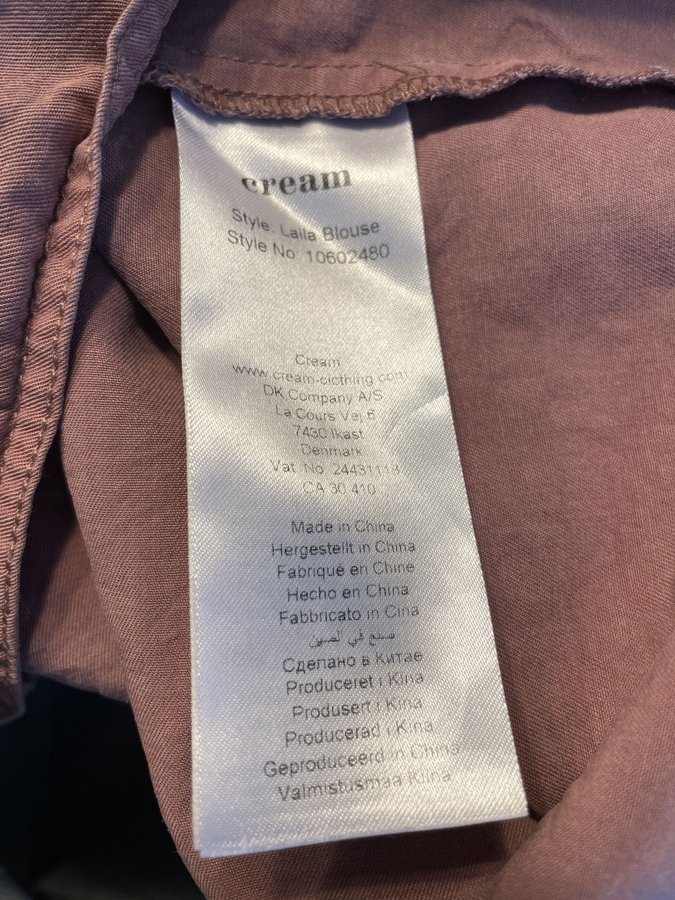 cream
Style: Laila Blouse
Style No: 10602480
Cream
www.cream-clothing.com
DK Company A/S
La Cours Vej 6
7430 Ikast
Denmark
Vat. No. 24431118
CA 30 410
Made in China
Hergestellt in China
Fabriqué en Chine
Hecho en China
Fabbricato in Cina
صنع في الصين
Сделано в Китае
Produceret i Kina
Produsert i Kina
Producerad i Kina
Geproduceerd in China
Valmistusmaa Kiina